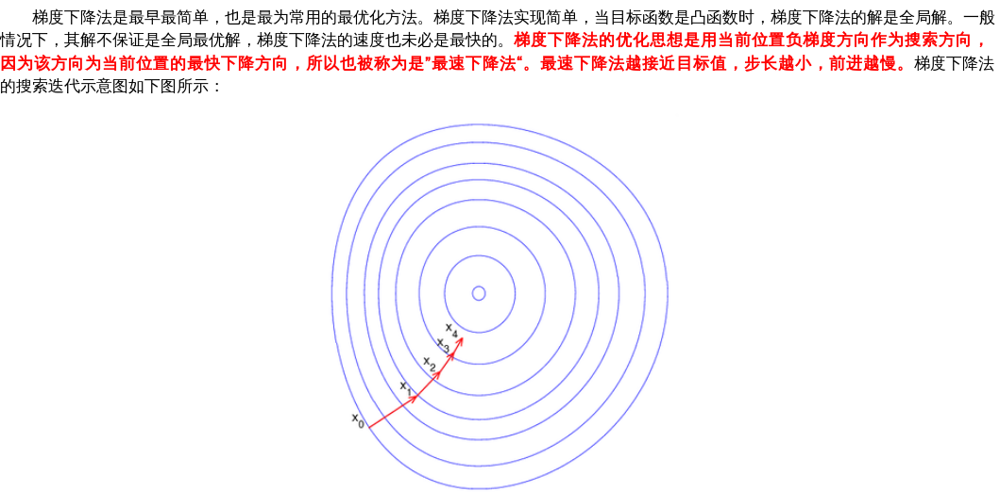 梯度下降法是最早最简单，也是最为常用的最优化方法。梯度下降法实现简单，当目标函数是凸函数时，梯度下降法的解是全局解。一般
情况下，其解不保证是全局最优解，梯度下降法的速度也未必是最快的。梯度下降法的优化思想是用当前位置负梯度方向作为搜索方向，
因为该方向为当前位置的最快下降方向，所以也被称为是”最速下降法“。最速下降法越接近目标值，步长越小，前进越慢。梯度下降法
的搜索迭代示意图如下图所示：
x4
x3
x2
x1
x0